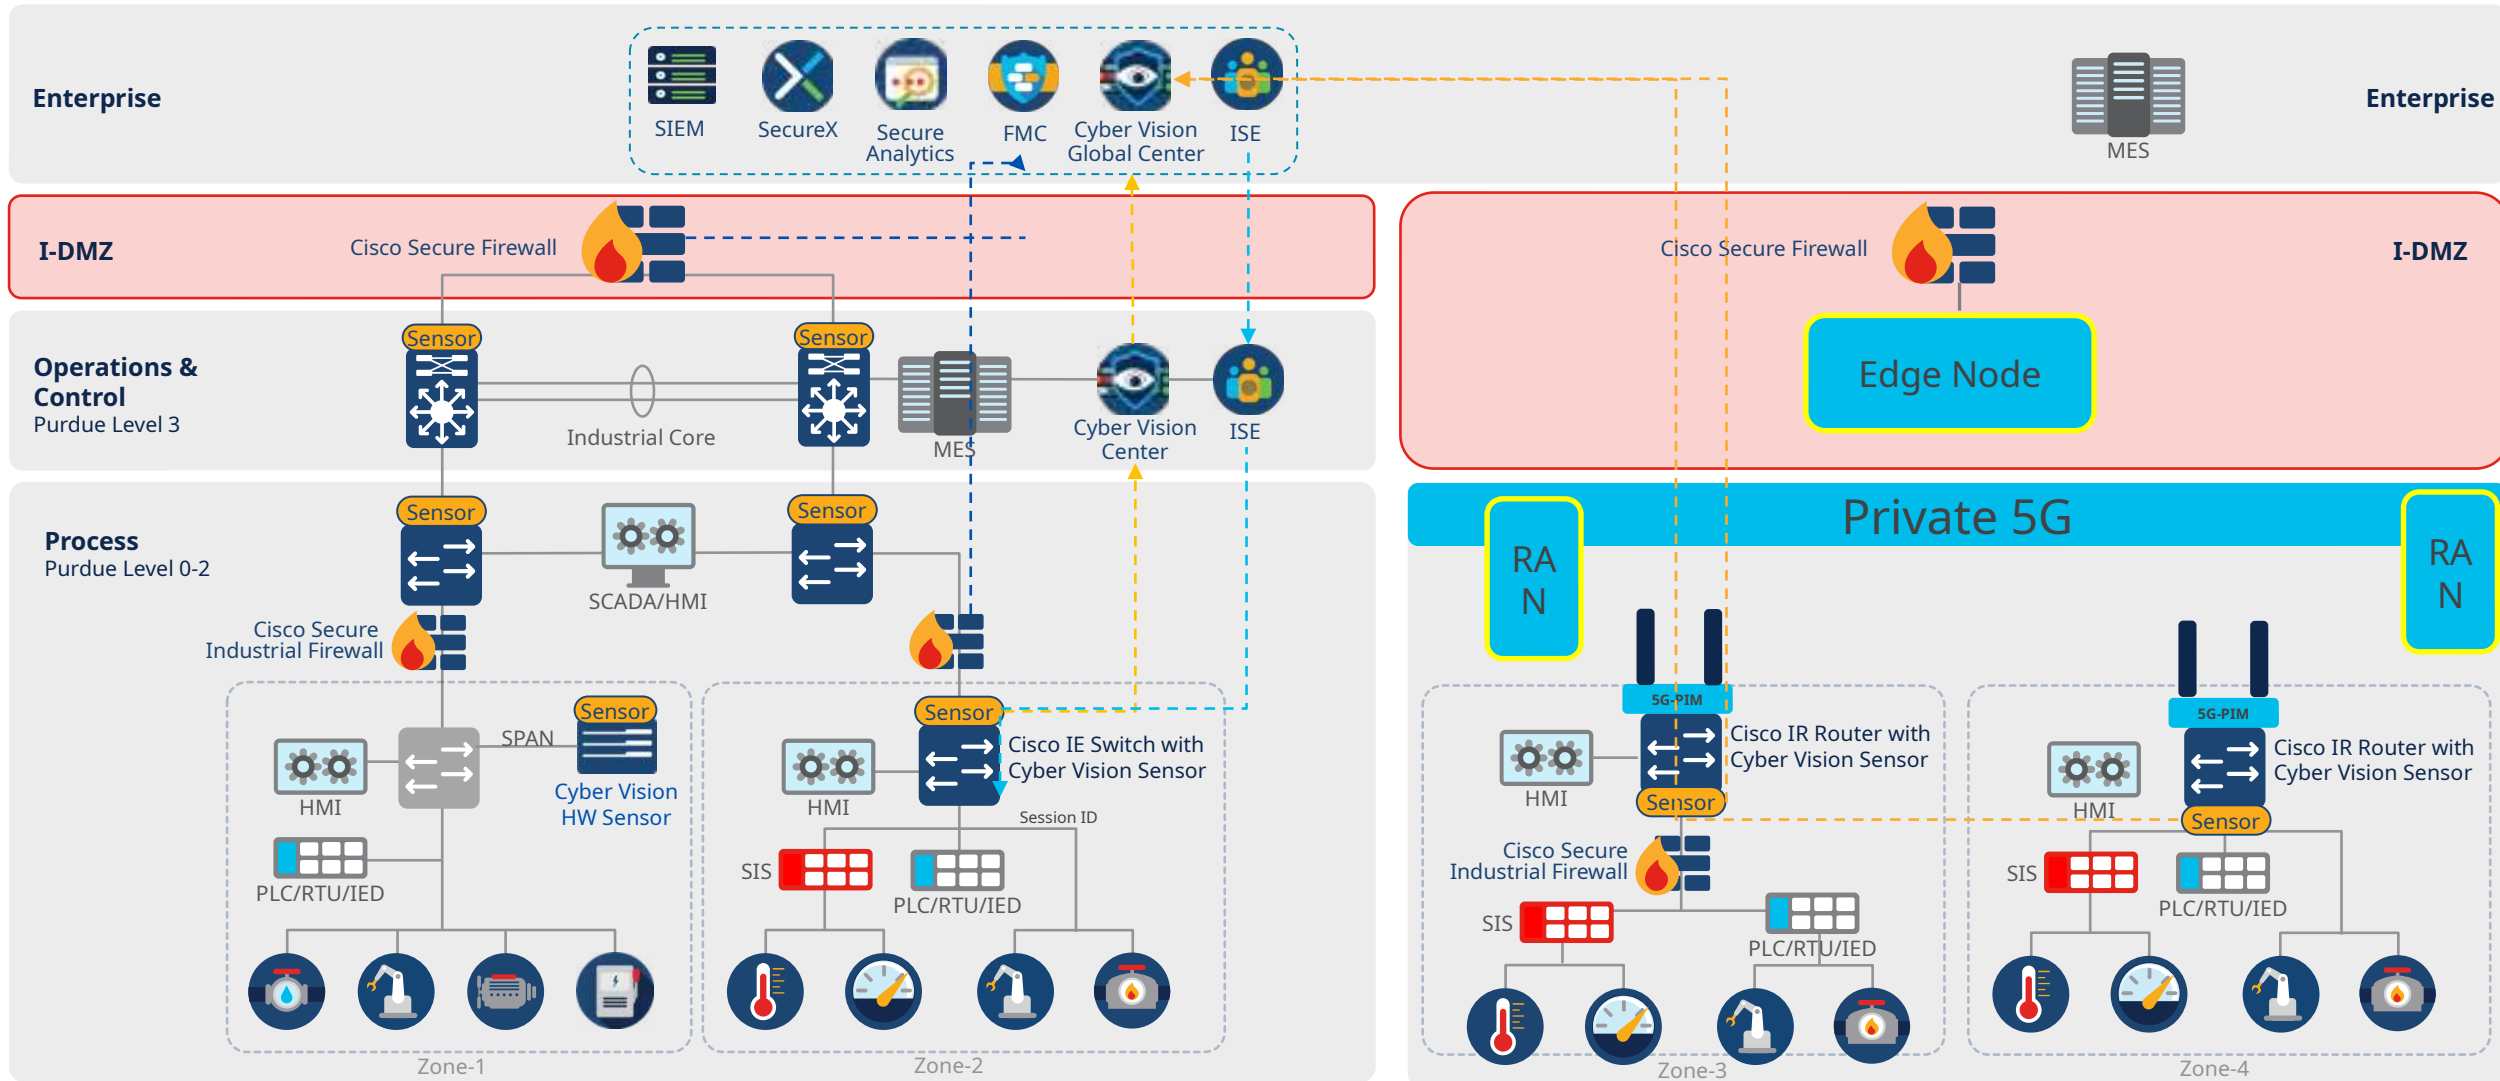 Enterprise
SIEM
SecureX
Secure
Analytics
FMC
Cyber Vision
Global Center
ISE
MES
Enterprise
I-DMZ
Cisco Secure Firewall
Cisco Secure Firewall
I-DMZ
Edge Node
Operations &
Control
Purdue Level 3
Sensor
Sensor
Industrial Core
MES
Cyber Vision
Center
ISE
Process
Purdue Level 0-2
Sensor
Sensor
SCADA/HMI
Cisco Secure
Industrial Firewall
Private 5G
RA
N
RA
N
Sensor
SPAN
HMI
Cyber Vision
HW Sensor
PLC/RTU/IED
Zone-1
Sensor
Cisco IE Switch with
Cyber Vision Sensor
HMI
Session ID
SIS
PLC/RTU/IED
Zone-2
5G-PIM
Cisco IR Router with
Cyber Vision Sensor
HMI
Sensor
Cisco Secure
Industrial Firewall
SIS
PLC/RTU/IED
Zone-3
5G-PIM
Cisco IR Router with
Cyber Vision Sensor
HMI
Sensor
SIS
PLC/RTU/IED
Zone-4